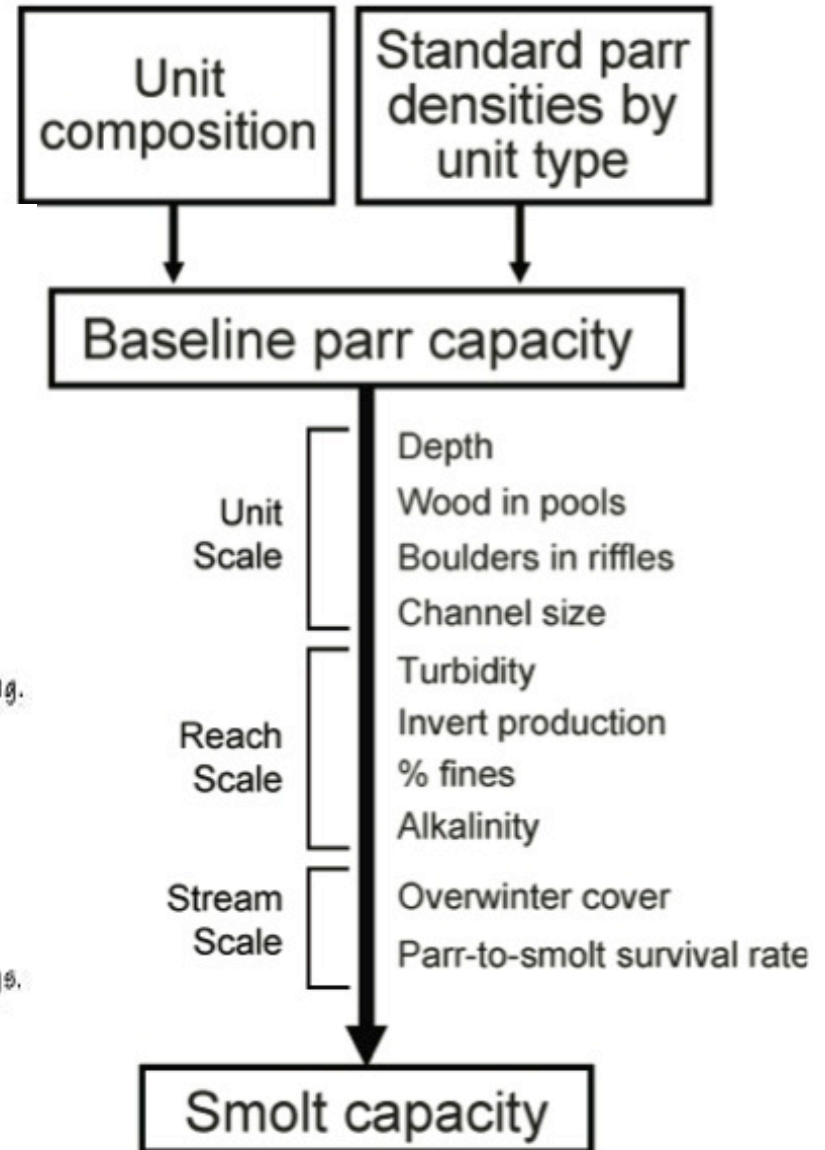 Unit
composition
Standard parr
densities by
unit type
Baseline parr capacity
Unit
Scale
Depth
Wood in pools
Boulders in riffles
Channel size
Reach
Scale
Turbidity
Invert production
% fines
Alkalinity
Stream
Scale
Overwinter cover
Parr-to-smolt survival rate
Smolt capacity